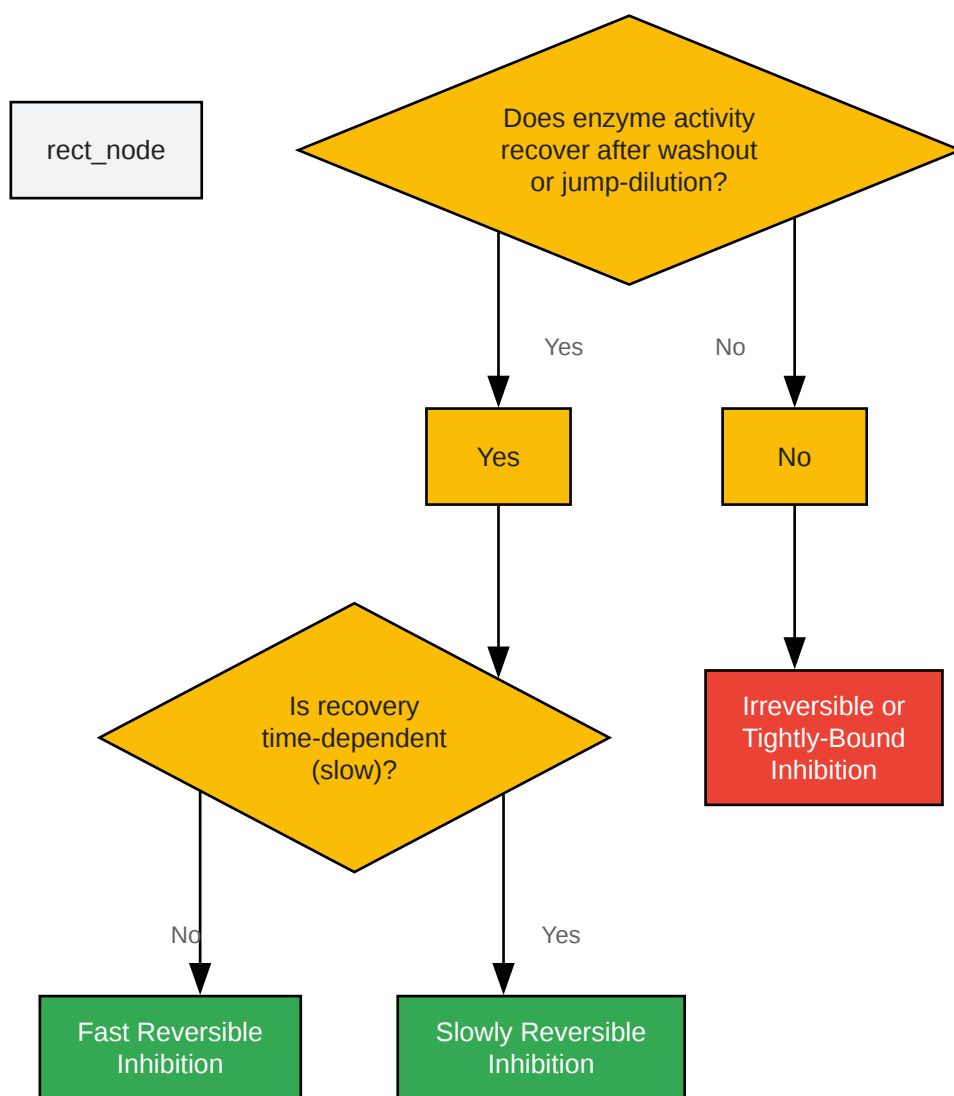 Does enzyme activity
recover after washout
or jump-dilution?
rect_node
Yes
No
Yes
No
Is recovery
time-dependent
(slow)?
Irreversible or
Tightly-Bound
Inhibition
No
Yes
Fast Reversible
Inhibition
Slowly Reversible
Inhibition